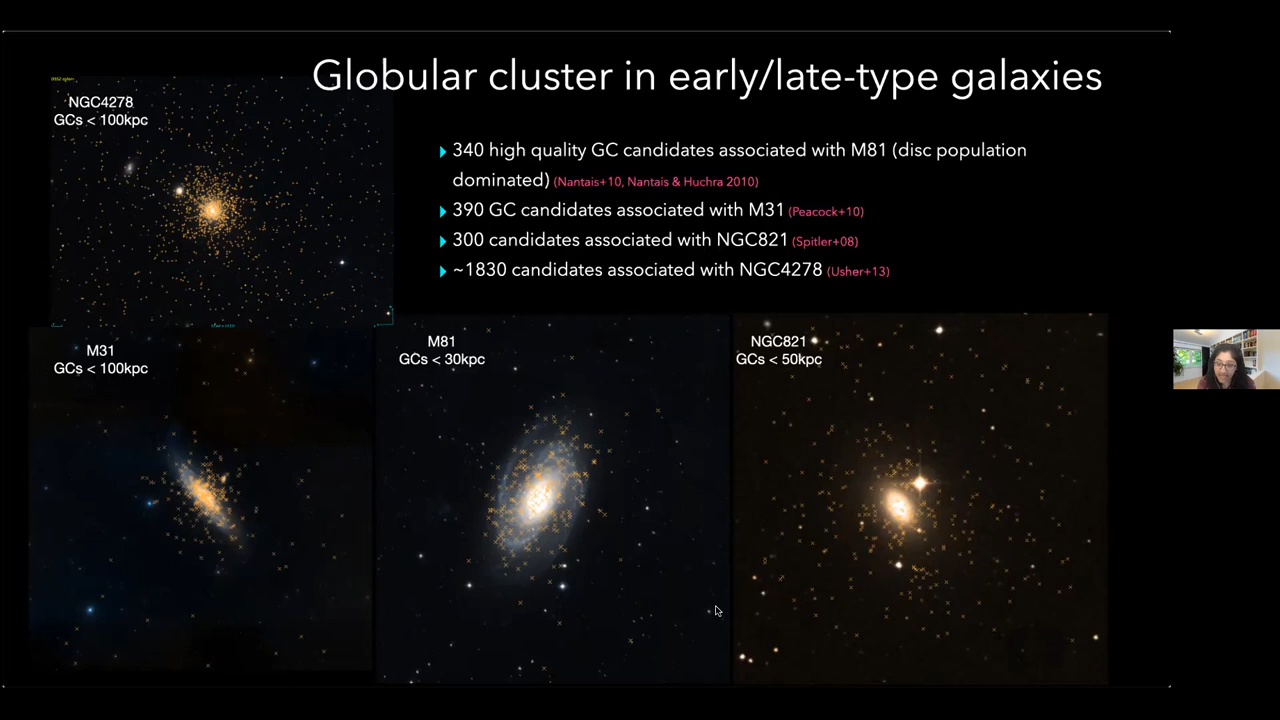 Globular cluster in early/late-type galaxies
NGC4278
GCs < 100kpc
340 high quality GC candidates associated with M81 (disc population
dominated) (Nantais+10, Nantais & Huchra 2010)
390 GC candidates associated with M31 (Peacock+10)
300 candidates associated with NGC821 (Spitler+08)
~1830 candidates associated with NGC4278 (Usher+13)
M31
GCs < 100kpc
M81
GCs < 30kpc
NGC821
GCs < 50kpc